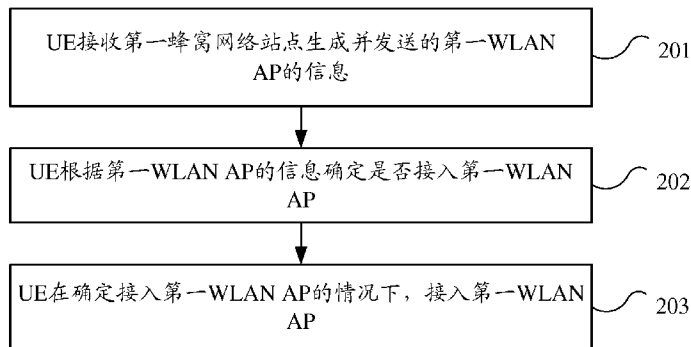 UE接收第一蜂窝网络站点生成并发送的第一WLAN
AP的信息
201
UE根据第一WLAN AP的信息确定是否接入第一WLAN
AP
202
UE在确定接入第一WLAN AP的情况下，接入第一WLAN
AP
203